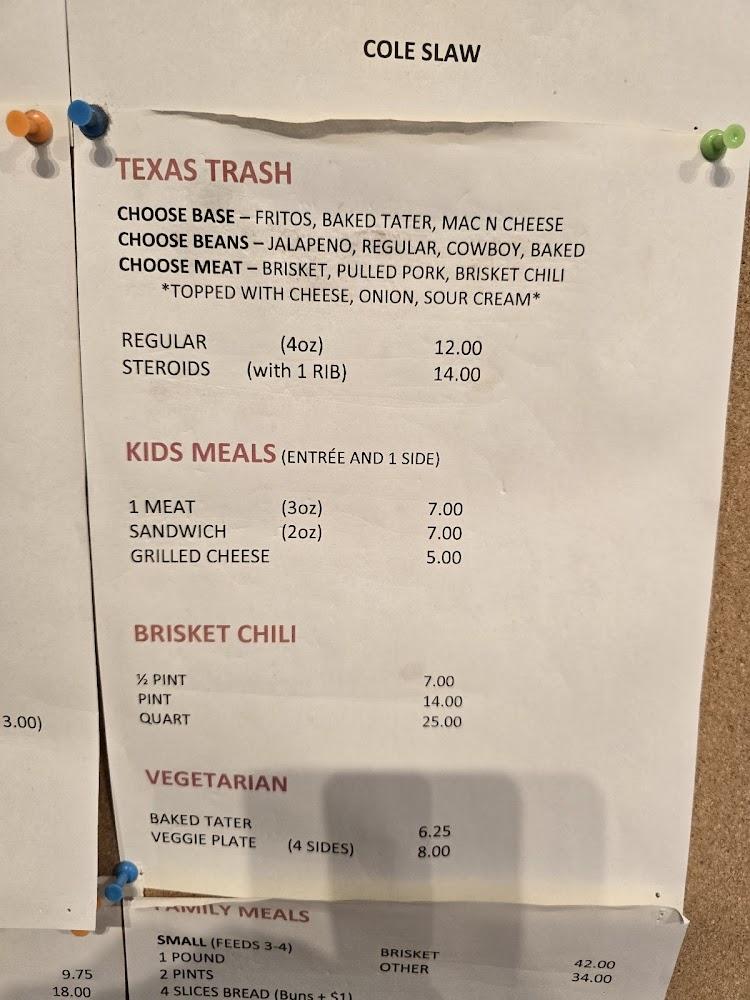 COLE SLAW
TEXAS TRASH
CHOOSE BASE – FRITOS, BAKED TATER, MAC N CHEESE
CHOOSE BEANS – JALAPENO, REGULAR, COWBOY, BAKED
CHOOSE MEAT – BRISKET, PULLED PORK, BRISKET CHILI
*TOPPED WITH CHEESE, ONION, SOUR CREAM*
REGULAR (4oz) 12.00
STEROIDS (with 1 RIB) 14.00
KIDS MEALS (ENTRÉE AND 1 SIDE)
1 MEAT (3oz) 7.00
SANDWICH (2oz) 7.00
GRILLED CHEESE 5.00
BRISKET CHILI
½ PINT 7.00
PINT 14.00
QUART 25.00
3.00)
VEGETARIAN
BAKED TATER 6.25
VEGGIE PLATE (4 SIDES) 8.00
FAMILY MEALS
SMALL (FEEDS 3-4)
1 POUND BRISKET 42.00
2 PINTS OTHER 34.00
4 SLICES BREAD (Buns + $1)
9.75
18.00